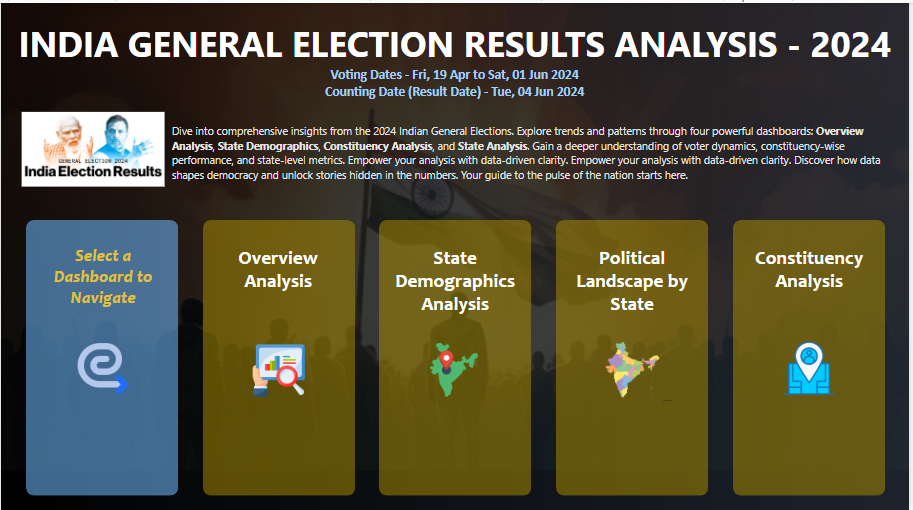 INDIA GENERAL ELECTION RESULTS ANALYSIS - 2024
Voting Dates - Fri, 19 Apr to Sat, 01 Jun 2024
Counting Date (Result Date) - Tue, 04 Jun 2024
GENERAL ELECTION 2024
India Election Results
Dive into comprehensive insights from the 2024 Indian General Elections. Explore trends and patterns through four powerful dashboards: Overview
Analysis, State Demographics, Constituency Analysis, and State Analysis. Gain a deeper understanding of voter dynamics, constituency-wise
performance, and state-level metrics. Empower your analysis with data-driven clarity. Empower your analysis with data-driven clarity. Discover how data
shapes democracy and unlock stories hidden in the numbers. Your guide to the pulse of the nation starts here.
Select a
Dashboard to
Navigate
Overview
Analysis
State
Demographics
Analysis
Political
Landscape by
State
Constituency
Analysis